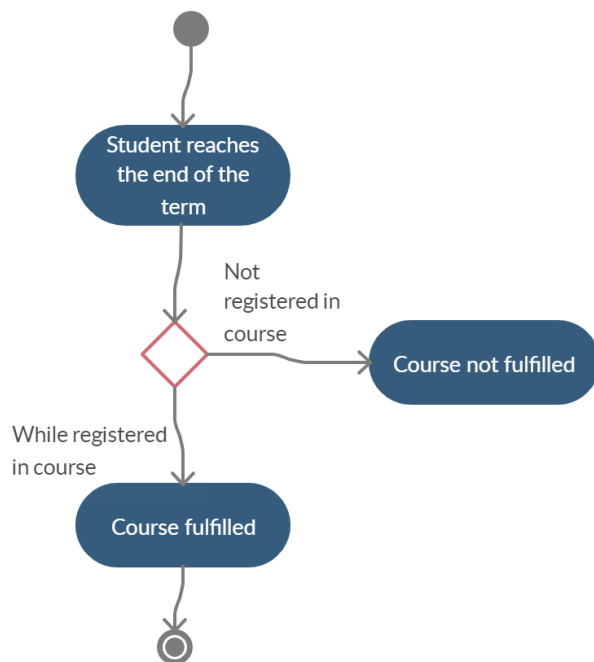 Student reaches
the end of the
term
Not
registered in
course
Course not fulfilled
While registered
in course
Course fulfilled